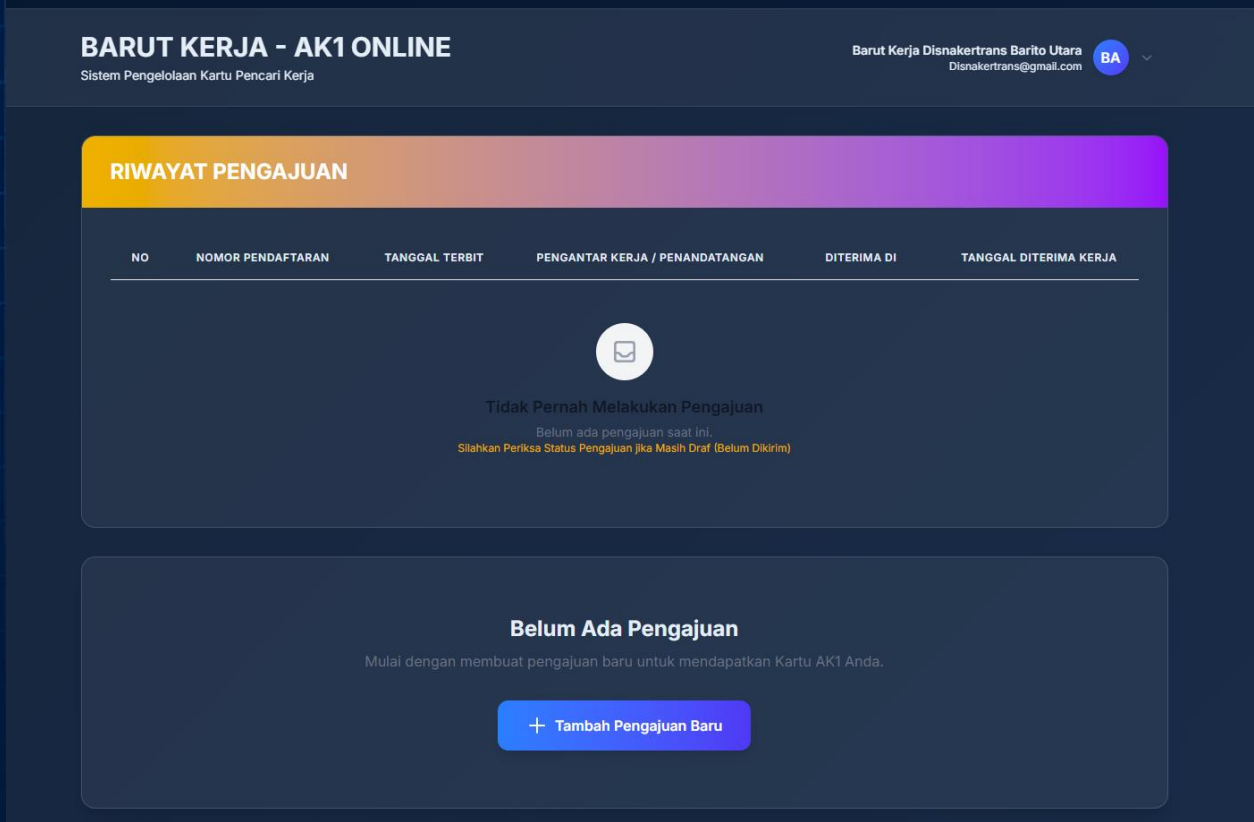 BARUT KERJA - AK1 ONLINE
Sistem Pengelolaan Kartu Pencari Kerja
Barut Kerja Disnakertrans Barito Utara
Disnakertrans@gmail.com
BA
RIWAYAT PENGAJUAN
NO NOMOR PENDAFTARAN TANGGAL TERBIT PENGANTAR KERJA / PENANDATANGAN DITERIMA DI TANGGAL DITERIMA KERJA
Tidak Pernah Melakukan Pengajuan
Belum ada pengajuan saat ini.
Silahkan Periksa Status Pengajuan jika Masih Draf (Belum Dikirim)
Belum Ada Pengajuan
Mulai dengan membuat pengajuan baru untuk mendapatkan Kartu AK1 Anda.
Tambah Pengajuan Baru